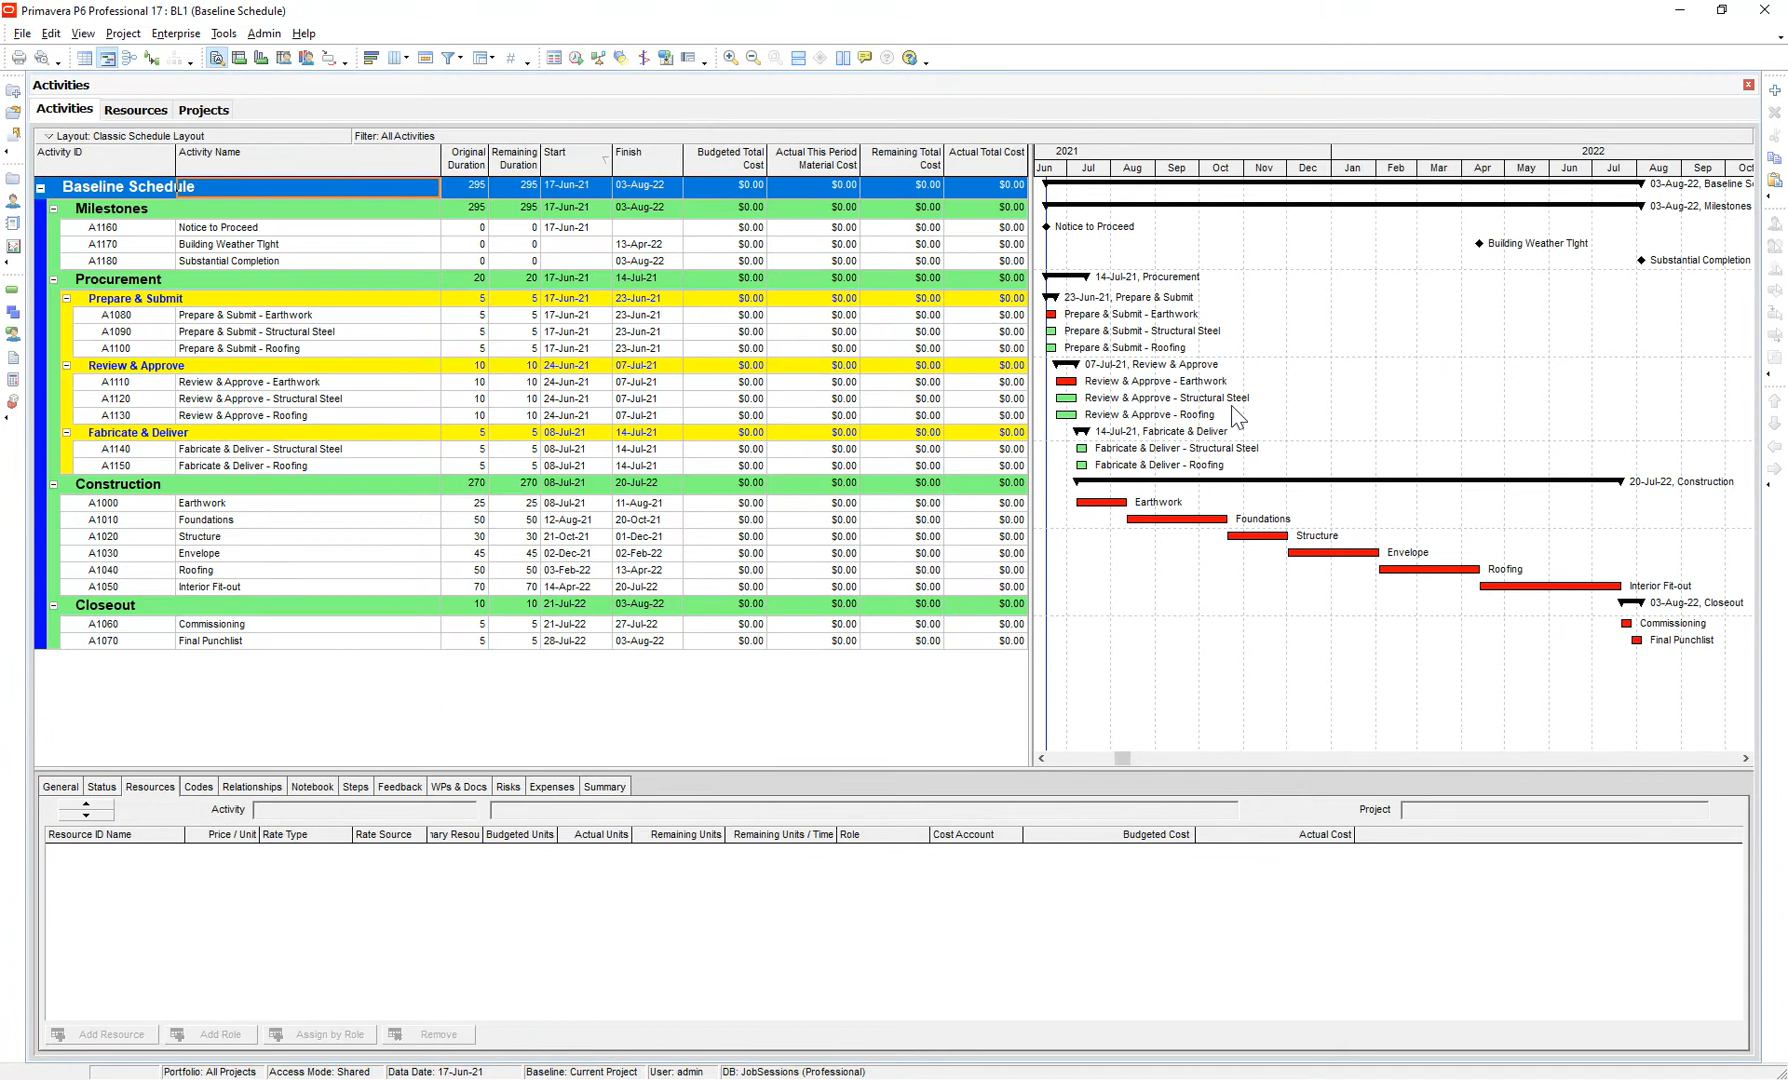 Primavera P6 Professional 17 : BL1 (Baseline Schedule)
File Edit View Project Enterprise Tools Admin Help
Activities
Activities Resources Projects
Layout: Classic Schedule Layout Filter: All Activities
Activity ID Activity Name Original Duration Remaining Duration Start Finish Budgeted Total Cost Actual This Period Material Cost Remaining Total Cost Actual Total Cost
2021 2022
Jun Jul Aug Sep Oct Nov Dec Jan Feb Mar Apr May Jun Jul Aug Sep Oct
Baseline Schedule 295 295 17-Jun-21 03-Aug-22 $0.00 $0.00 $0.00 $0.00 03-Aug-22, Baseline S
Milestones 295 295 17-Jun-21 03-Aug-22 $0.00 $0.00 $0.00 $0.00 03-Aug-22, Milestones
A1160 Notice to Proceed 0 0 17-Jun-21 $0.00 $0.00 $0.00 $0.00 Notice to Proceed
A1170 Building Weather TIght 0 0 13-Apr-22 $0.00 $0.00 $0.00 $0.00 Building Weather TIght
A1180 Substantial Completion 0 0 03-Aug-22 $0.00 $0.00 $0.00 $0.00 Substantial Completion
Procurement 20 20 17-Jun-21 14-Jul-21 $0.00 $0.00 $0.00 $0.00 14-Jul-21, Procurement
Prepare & Submit 5 5 17-Jun-21 23-Jun-21 $0.00 $0.00 $0.00 $0.00 23-Jun-21, Prepare & Submit
A1080 Prepare & Submit - Earthwork 5 5 17-Jun-21 23-Jun-21 $0.00 $0.00 $0.00 $0.00 Prepare & Submit - Earthwork
A1090 Prepare & Submit - Structural Steel 5 5 17-Jun-21 23-Jun-21 $0.00 $0.00 $0.00 $0.00 Prepare & Submit - Structural Steel
A1100 Prepare & Submit - Roofing 5 5 17-Jun-21 23-Jun-21 $0.00 $0.00 $0.00 $0.00 Prepare & Submit - Roofing
Review & Approve 10 10 24-Jun-21 07-Jul-21 $0.00 $0.00 $0.00 $0.00 07-Jul-21, Review & Approve
A1110 Review & Approve - Earthwork 10 10 24-Jun-21 07-Jul-21 $0.00 $0.00 $0.00 $0.00 Review & Approve - Earthwork
A1120 Review & Approve - Structural Steel 10 10 24-Jun-21 07-Jul-21 $0.00 $0.00 $0.00 $0.00 Review & Approve - Structural Steel
A1130 Review & Approve - Roofing 10 10 24-Jun-21 07-Jul-21 $0.00 $0.00 $0.00 $0.00 Review & Approve - Roofing
Fabricate & Deliver 5 5 08-Jul-21 14-Jul-21 $0.00 $0.00 $0.00 $0.00 14-Jul-21, Fabricate & Deliver
A1140 Fabricate & Deliver - Structural Steel 5 5 08-Jul-21 14-Jul-21 $0.00 $0.00 $0.00 $0.00 Fabricate & Deliver - Structural Steel
A1150 Fabricate & Deliver - Roofing 5 5 08-Jul-21 14-Jul-21 $0.00 $0.00 $0.00 $0.00 Fabricate & Deliver - Roofing
Construction 270 270 08-Jul-21 20-Jul-22 $0.00 $0.00 $0.00 $0.00 20-Jul-22, Construction
A1000 Earthwork 25 25 08-Jul-21 11-Aug-21 $0.00 $0.00 $0.00 $0.00 Earthwork
A1010 Foundations 50 50 12-Aug-21 20-Oct-21 $0.00 $0.00 $0.00 $0.00 Foundations
A1020 Structure 30 30 21-Oct-21 01-Dec-21 $0.00 $0.00 $0.00 $0.00 Structure
A1030 Envelope 45 45 02-Dec-21 02-Feb-22 $0.00 $0.00 $0.00 $0.00 Envelope
A1040 Roofing 50 50 03-Feb-22 13-Apr-22 $0.00 $0.00 $0.00 $0.00 Roofing
A1050 Interior Fit-out 70 70 14-Apr-22 20-Jul-22 $0.00 $0.00 $0.00 $0.00 Interior Fit-out
Closeout 10 10 21-Jul-22 03-Aug-22 $0.00 $0.00 $0.00 $0.00 03-Aug-22, Closeout
A1060 Commissioning 5 5 21-Jul-22 27-Jul-22 $0.00 $0.00 $0.00 $0.00 Commissioning
A1070 Final Punchlist 5 5 28-Jul-22 03-Aug-22 $0.00 $0.00 $0.00 $0.00 Final Punchlist
General Status Resources Codes Relationships Notebook Steps Feedback WPs & Docs Risks Expenses Summary
Activity Project
Resource ID Name Price / Unit Rate Type Rate Source nary Resou Budgeted Units Actual Units Remaining Units Remaining Units / Time Role Cost Account Budgeted Cost Actual Cost
Add Resource Add Role Assign by Role Remove
Portfolio: All Projects Access Mode: Shared Data Date: 17-Jun-21 Baseline: Current Project User: admin DB: JobSessions (Professional)